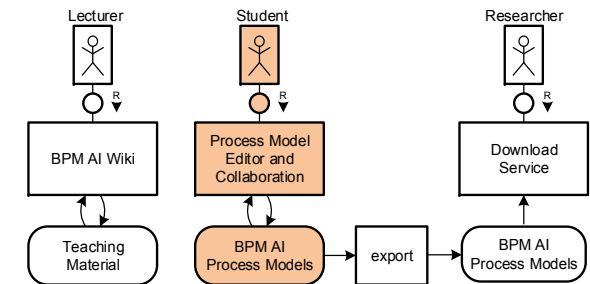 Lecturer
Student
Researcher
R
R
R
BPM AI Wiki
Process Model
Editor and
Collaboration
Download
Service
Teaching
Material
BPM AI
Process Models
export
BPM AI
Process Models